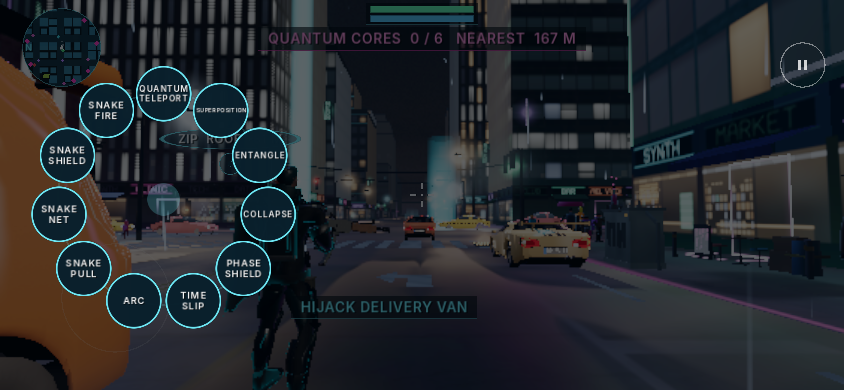 QUANTUM CORES 0 / 6 NEAREST 167 M
QUANTUM
TELEPORT
SUPERPOSITION
SNAKE
FIRE
ZIP
SNAKE
SHIELD
ENTANGLE
SNAKE
NET
COLLAPSE
SNAKE
PULL
PHASE
SHIELD
ARC
TIME
SLIP
HIJACK DELIVERY VAN
SYNTH
MARKET
BAR